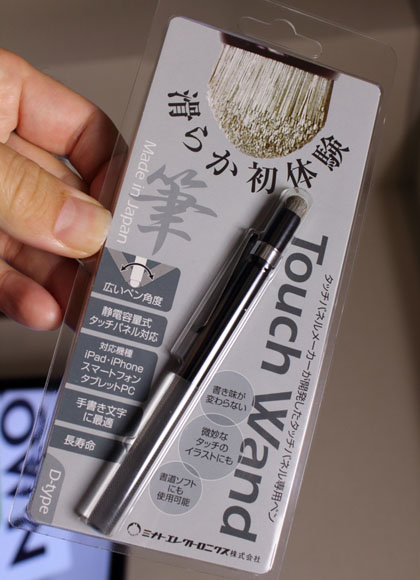 滑らか初体験
Made in Japan
筆
Touch Wand
タッチパネルメーカーが開発したタッチパネル専用ペン
広いペン角度
静電容量式
タッチパネル対応
対応機種
iPad・iPhone
スマートフォン
タブレットPC
手書き文字
に最適
長寿命
D-type
書き味が
変わらない
微妙な
タッチの
イラストにも
書道ソフト
にも
使用可能
ミナトエレクトロニクス株式会社